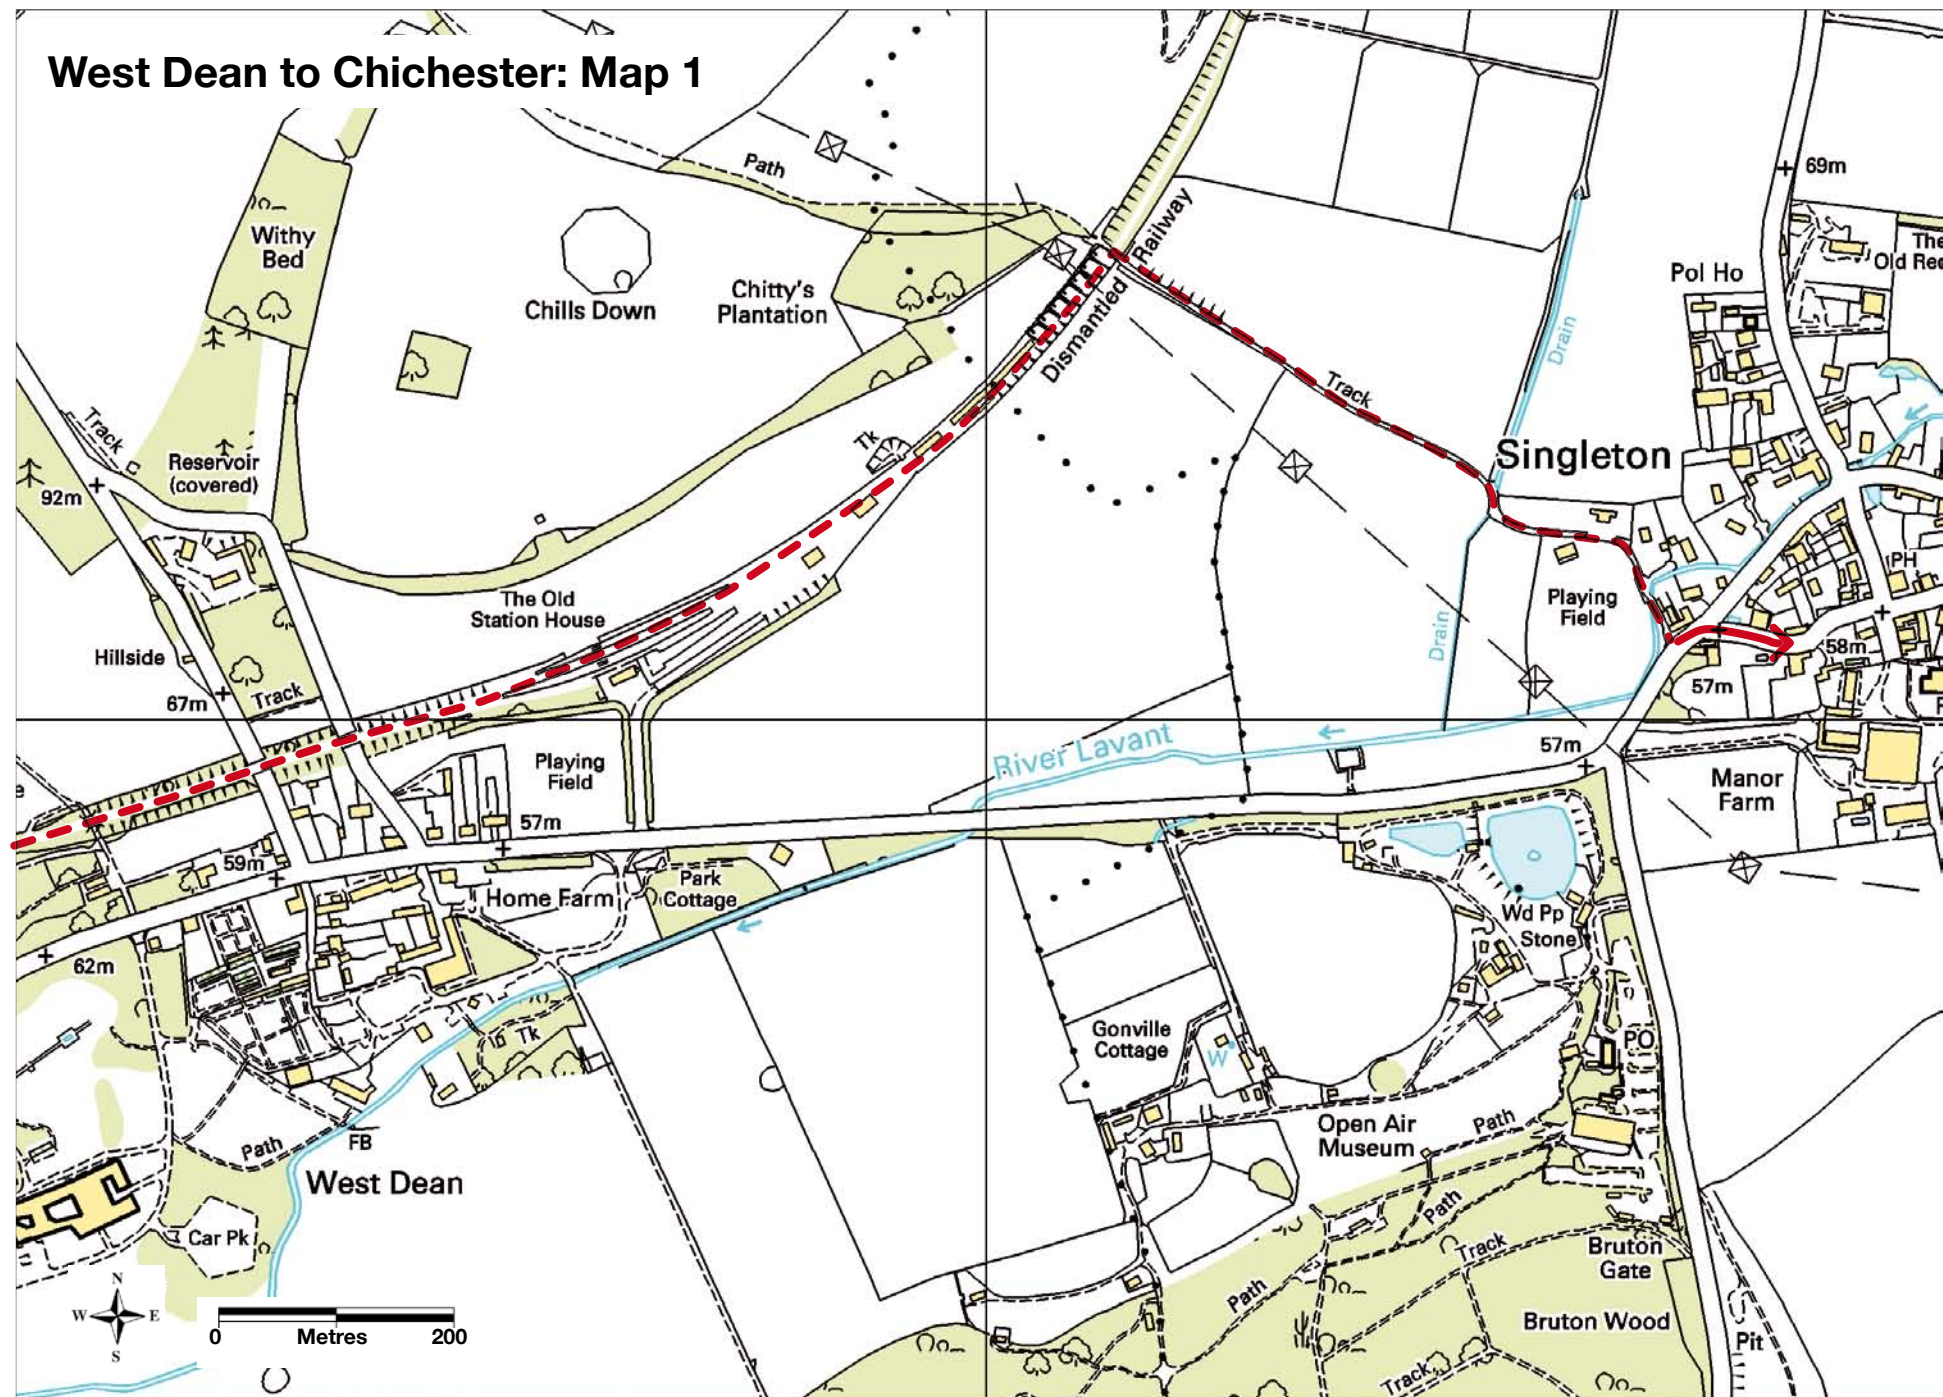 West Dean to Chichester: Map 1
Path
69m
Withy
Bed
Railway
The
Old Rec
Pol Ho
Chills Down
Chitty's
Plantation
Dismantled
Drain
Track
Track
Tk
Singleton
Reservoir
(covered)
92m
PH
The Old
Station House
Playing
Field
Drain
Hillside
58m
67m
Track
57m
River Lavant
57m
Playing
Field
Manor
Farm
57m
59m
Park
Cottage
Home Farm
Wd Pp
Stone
62m
Gonville
Cottage
W
Tk
PO
Open Air
Museum
Path
Path
FB
West Dean
Path
Car Pk
Track
Bruton
Gate
Path
N
W E
S
0 Metres 200
Bruton Wood
Pit
Track